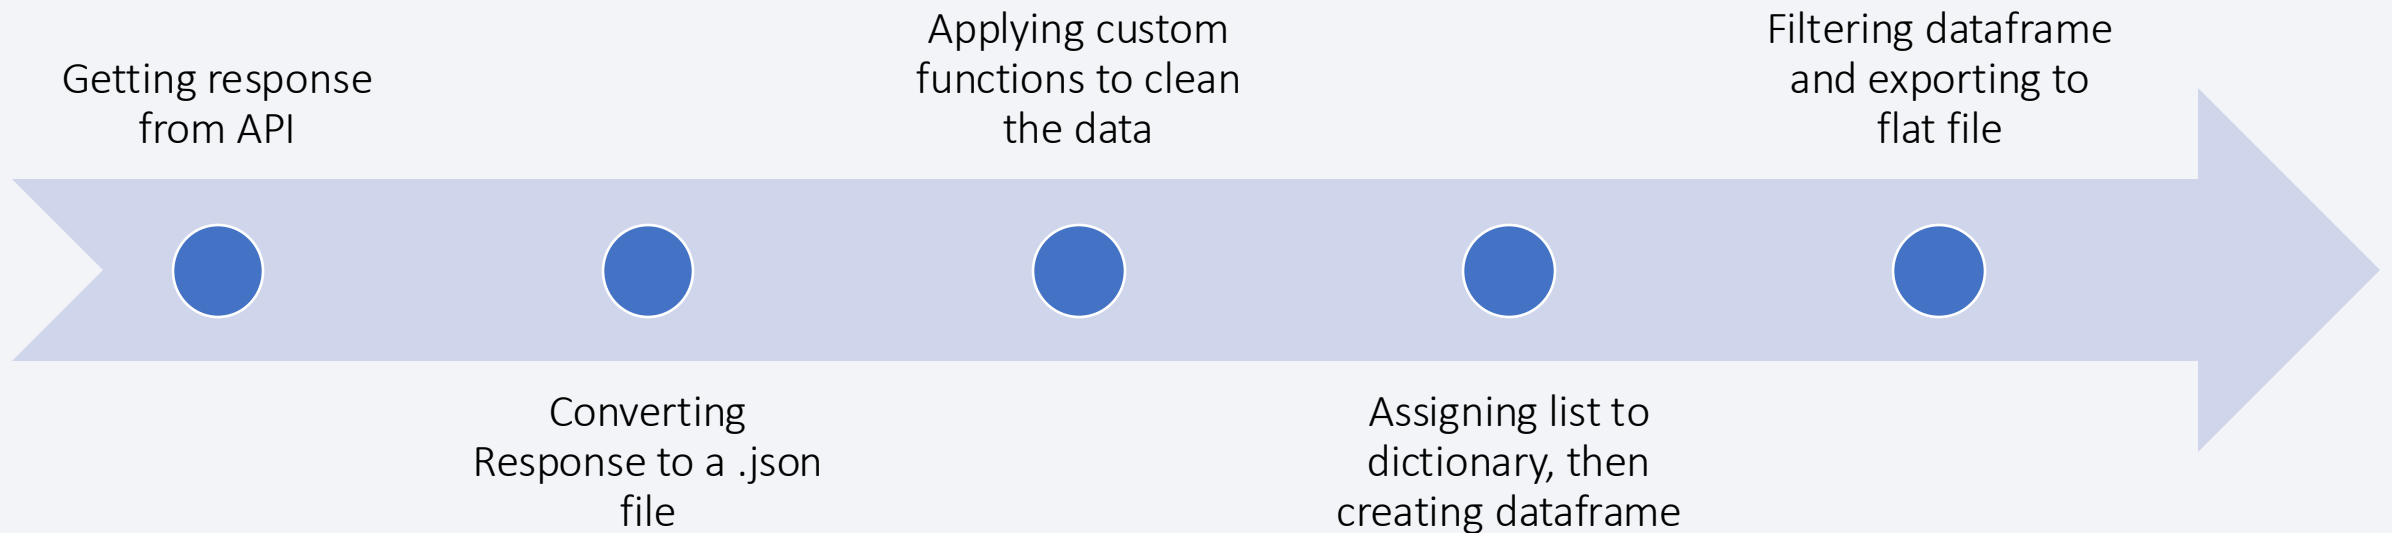 Getting response
from API
Converting
Response to a .json
file
Applying custom
functions to clean
the data
Assigning list to
dictionary, then
creating dataframe
Filtering dataframe
and exporting to
flat file